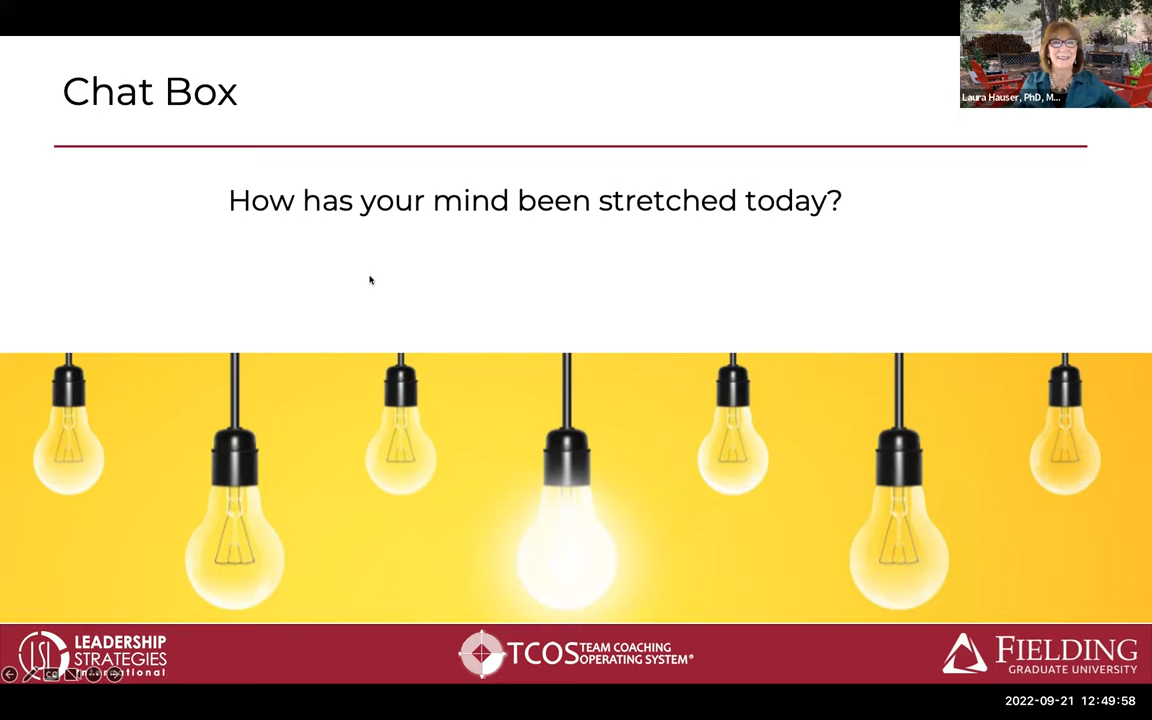 Chat Box
Laura Hauser, PhD, M...
How has your mind been stretched today?
LEADERSHIP
STRATEGIES
TCOS TEAM COACHING
OPERATING SYSTEM®
FIELDING
GRADUATE UNIVERSITY
2022-09-21 12:49:58